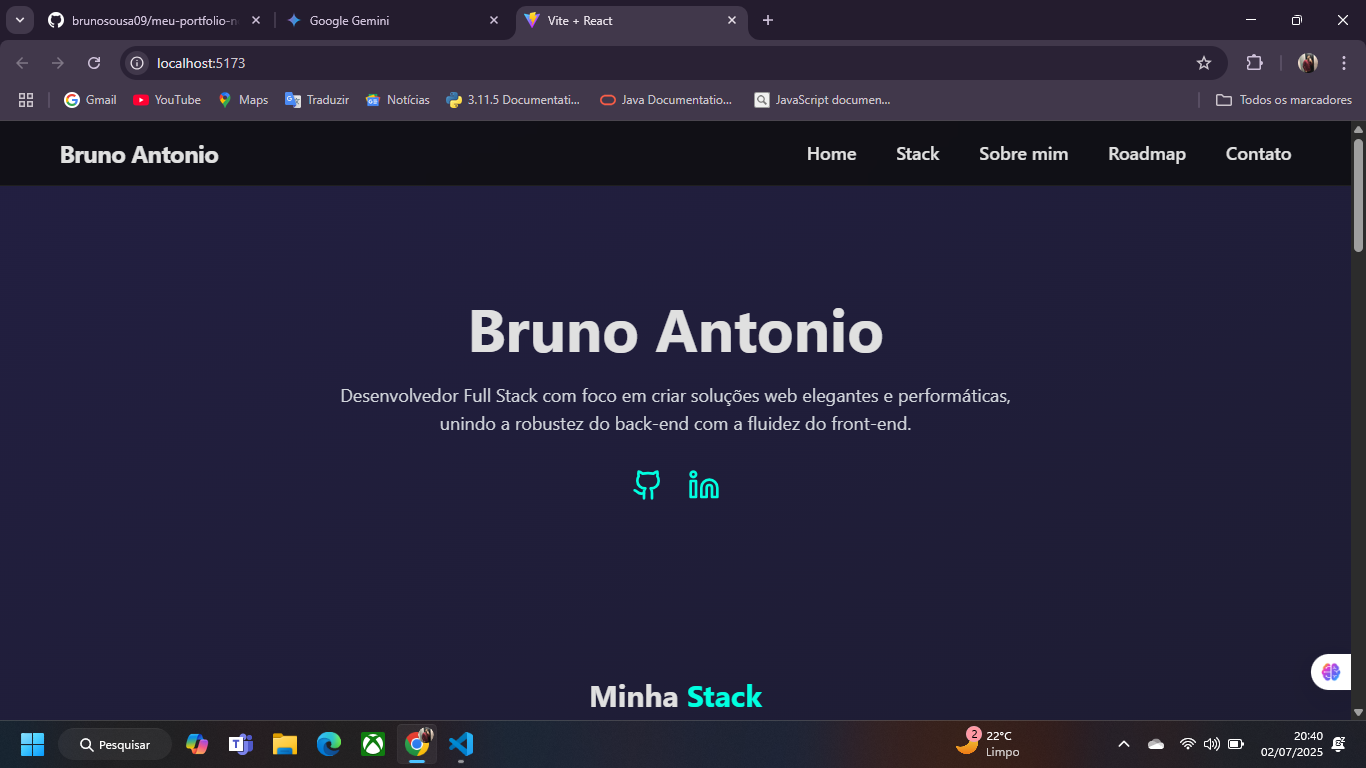 brunosousa09/meu-portfolio-n
Google Gemini
Vite + React
localhost:5173
Gmail
YouTube
Maps
Traduzir
Notícias
3.11.5 Documentati...
Java Documentatio...
JavaScript documen...
Todos os marcadores
Bruno Antonio
Home
Stack
Sobre mim
Roadmap
Contato
Bruno Antonio
Desenvolvedor Full Stack com foco em criar soluções web elegantes e performáticas,
unindo a robustez do back-end com a fluidez do front-end.
Minha Stack
Pesquisar
2
22°C
Limpo
20:40
02/07/2025